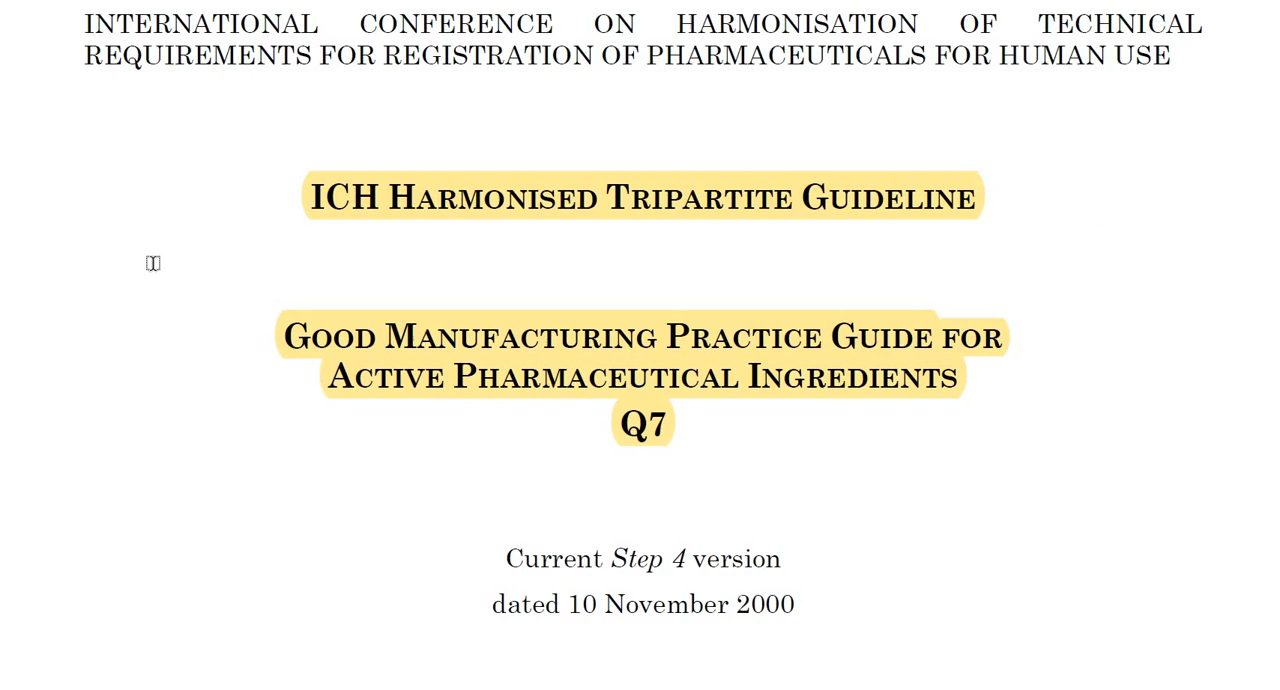 INTERNATIONAL CONFERENCE ON HARMONISATION OF TECHNICAL
REQUIREMENTS FOR REGISTRATION OF PHARMACEUTICALS FOR HUMAN USE
ICH HARMONISED TRIPARTITE GUIDELINE
GOOD MANUFACTURING PRACTICE GUIDE FOR
ACTIVE PHARMACEUTICAL INGREDIENTS
Q7
Current Step 4 version
dated 10 November 2000